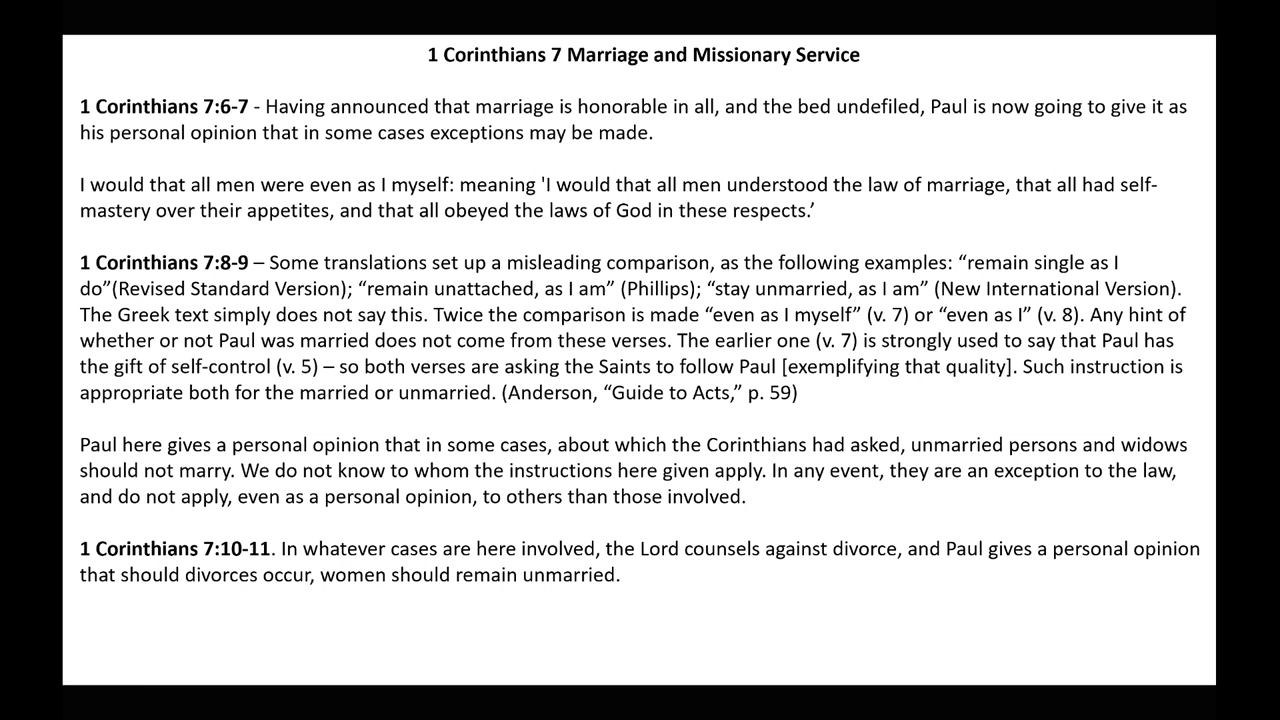 1 Corinthians 7 Marriage and Missionary Service
1 Corinthians 7:6-7 - Having announced that marriage is honorable in all, and the bed undefiled, Paul is now going to give it as
his personal opinion that in some cases exceptions may be made.
I would that all men were even as I myself: meaning 'I would that all men understood the law of marriage, that all had self-
mastery over their appetites, and that all obeyed the laws of God in these respects.’
1 Corinthians 7:8-9 – Some translations set up a misleading comparison, as the following examples: “remain single as I
do”(Revised Standard Version); “remain unattached, as I am” (Phillips); “stay unmarried, as I am” (New International Version).
The Greek text simply does not say this. Twice the comparison is made “even as I myself” (v. 7) or “even as I” (v. 8). Any hint of
whether or not Paul was married does not come from these verses. The earlier one (v. 7) is strongly used to say that Paul has
the gift of self-control (v. 5) – so both verses are asking the Saints to follow Paul [exemplifying that quality]. Such instruction is
appropriate both for the married or unmarried. (Anderson, “Guide to Acts,” p. 59)
Paul here gives a personal opinion that in some cases, about which the Corinthians had asked, unmarried persons and widows
should not marry. We do not know to whom the instructions here given apply. In any event, they are an exception to the law,
and do not apply, even as a personal opinion, to others than those involved.
1 Corinthians 7:10-11. In whatever cases are here involved, the Lord counsels against divorce, and Paul gives a personal opinion
that should divorces occur, women should remain unmarried.